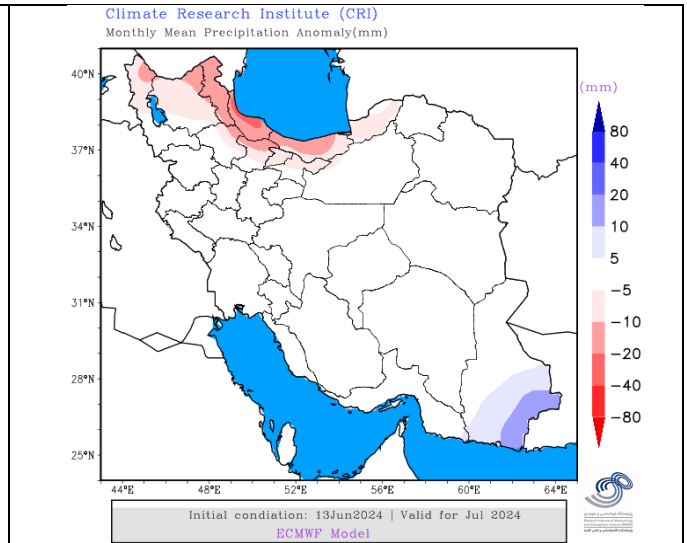 Climate Research Institute (CRI)
Monthly Mean Precipitation Anomaly(mm)
40°N
37°N
34°N
31°N
28°N
25°N
44°E
48°E
52°E
56°E
60°E
64°E
(mm)
80
40
20
10
5
−5
−10
−20
−40
−80
Initial condiation: 13Jun2024 | Valid for Jul 2024
ECMWF Model